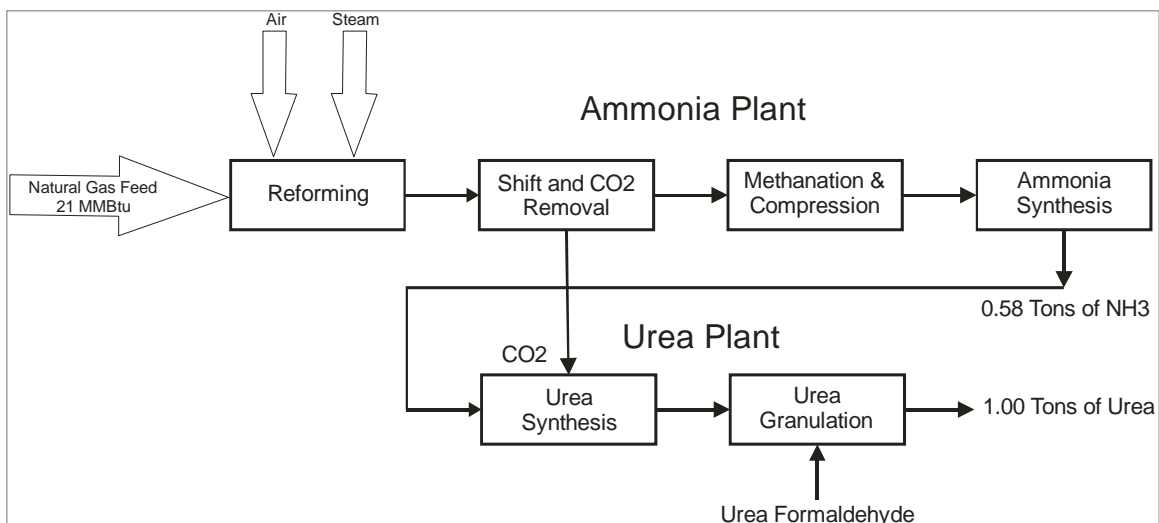 Air
Steam
Ammonia Plant
Natural Gas Feed
21 MMBtu
Reforming
Shift and CO2
Removal
Methanation &
Compression
Ammonia
Synthesis
0.58 Tons of NH3
Urea Plant
CO2
Urea
Synthesis
Urea
Granulation
1.00 Tons of Urea
Urea Formaldehyde